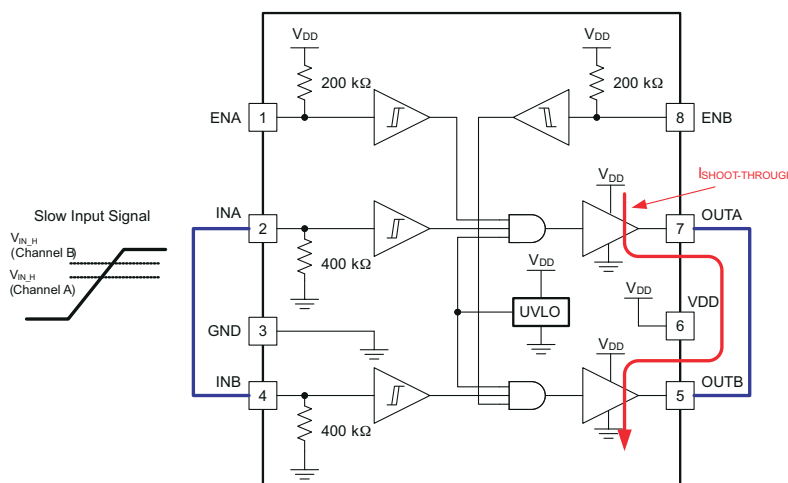 VDD
VDD
200 kΩ
200 kΩ
ENA
1
8
ENB
VDD
ISHOOT-THROUGH
Slow Input Signal
INA
2
7
OUTA
VIN_H
(Channel B)
VIN_H
(Channel A)
400 kΩ
VDD
VDD
VDD
GND
3
UVLO
6
VDD
INB
4
5
OUTB
400 kΩ